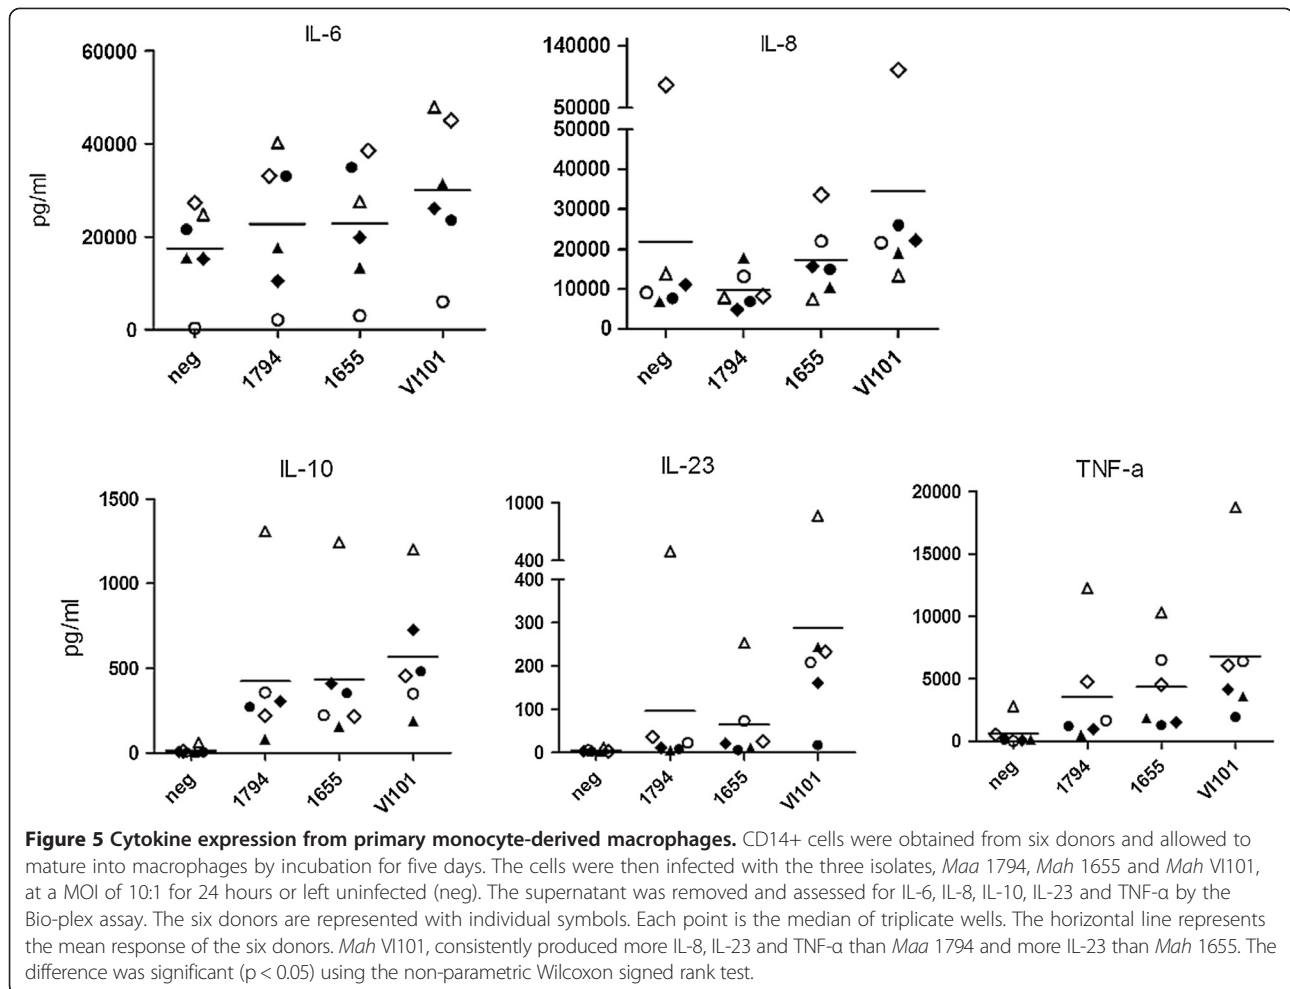 IL-6
60000
40000
20000
0
pg/ml
neg
1794
1655
VI101
IL-8
140000
50000
50000
40000
30000
20000
10000
0
neg
1794
1655
VI101
IL-10
1500
1000
500
0
pg/ml
neg
1794
1655
VI101
IL-23
1000
400
400
300
200
100
0
neg
1794
1655
VI101
TNF-a
20000
15000
10000
5000
0
neg
1794
1655
VI101
Figure 5 Cytokine expression from primary monocyte-derived macrophages. CD14+ cells were obtained from six donors and allowed to
mature into macrophages by incubation for five days. The cells were then infected with the three isolates, Maa 1794, Mah 1655 and Mah VI101,
at a MOI of 10:1 for 24 hours or left uninfected (neg). The supernatant was removed and assessed for IL-6, IL-8, IL-10, IL-23 and TNF-α by the
Bio-plex assay. The six donors are represented with individual symbols. Each point is the median of triplicate wells. The horizontal line represents
the mean response of the six donors. Mah VI101, consistently produced more IL-8, IL-23 and TNF-α than Maa 1794 and more IL-23 than Mah 1655. The
difference was significant (p < 0.05) using the non-parametric Wilcoxon signed rank test.